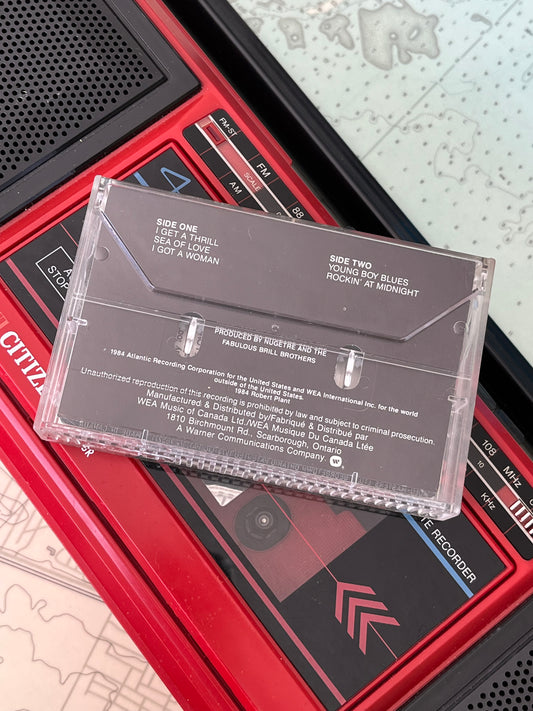 FM-ST
FM
SCALE
AM
88
SIDE ONE
I GET A THRILL
SEA OF LOVE
I GOT A WOMAN
SIDE TWO
YOUNG BOY BLUES
ROCKIN' AT MIDNIGHT
PRODUCED BY NUGETRE AND THE
FABULOUS BRILL BROTHERS
1984 Atlantic Recording Corporation for the United States and WEA International Inc. for the world
outside of the United States.
1984 Robert Plant
Unauthorized reproduction of this recording is prohibited by law and subject to criminal prosecution.
Manufactured & Distributed by/Fabriqué & Distribué par
WEA Music of Canada Ltd./WEA Musique Du Canada Ltée
1810 Birchmount Rd., Scarborough, Ontario
A Warner Communications Company.
STOP
CITIZE
108
MHz
10
KHz
RECORDER